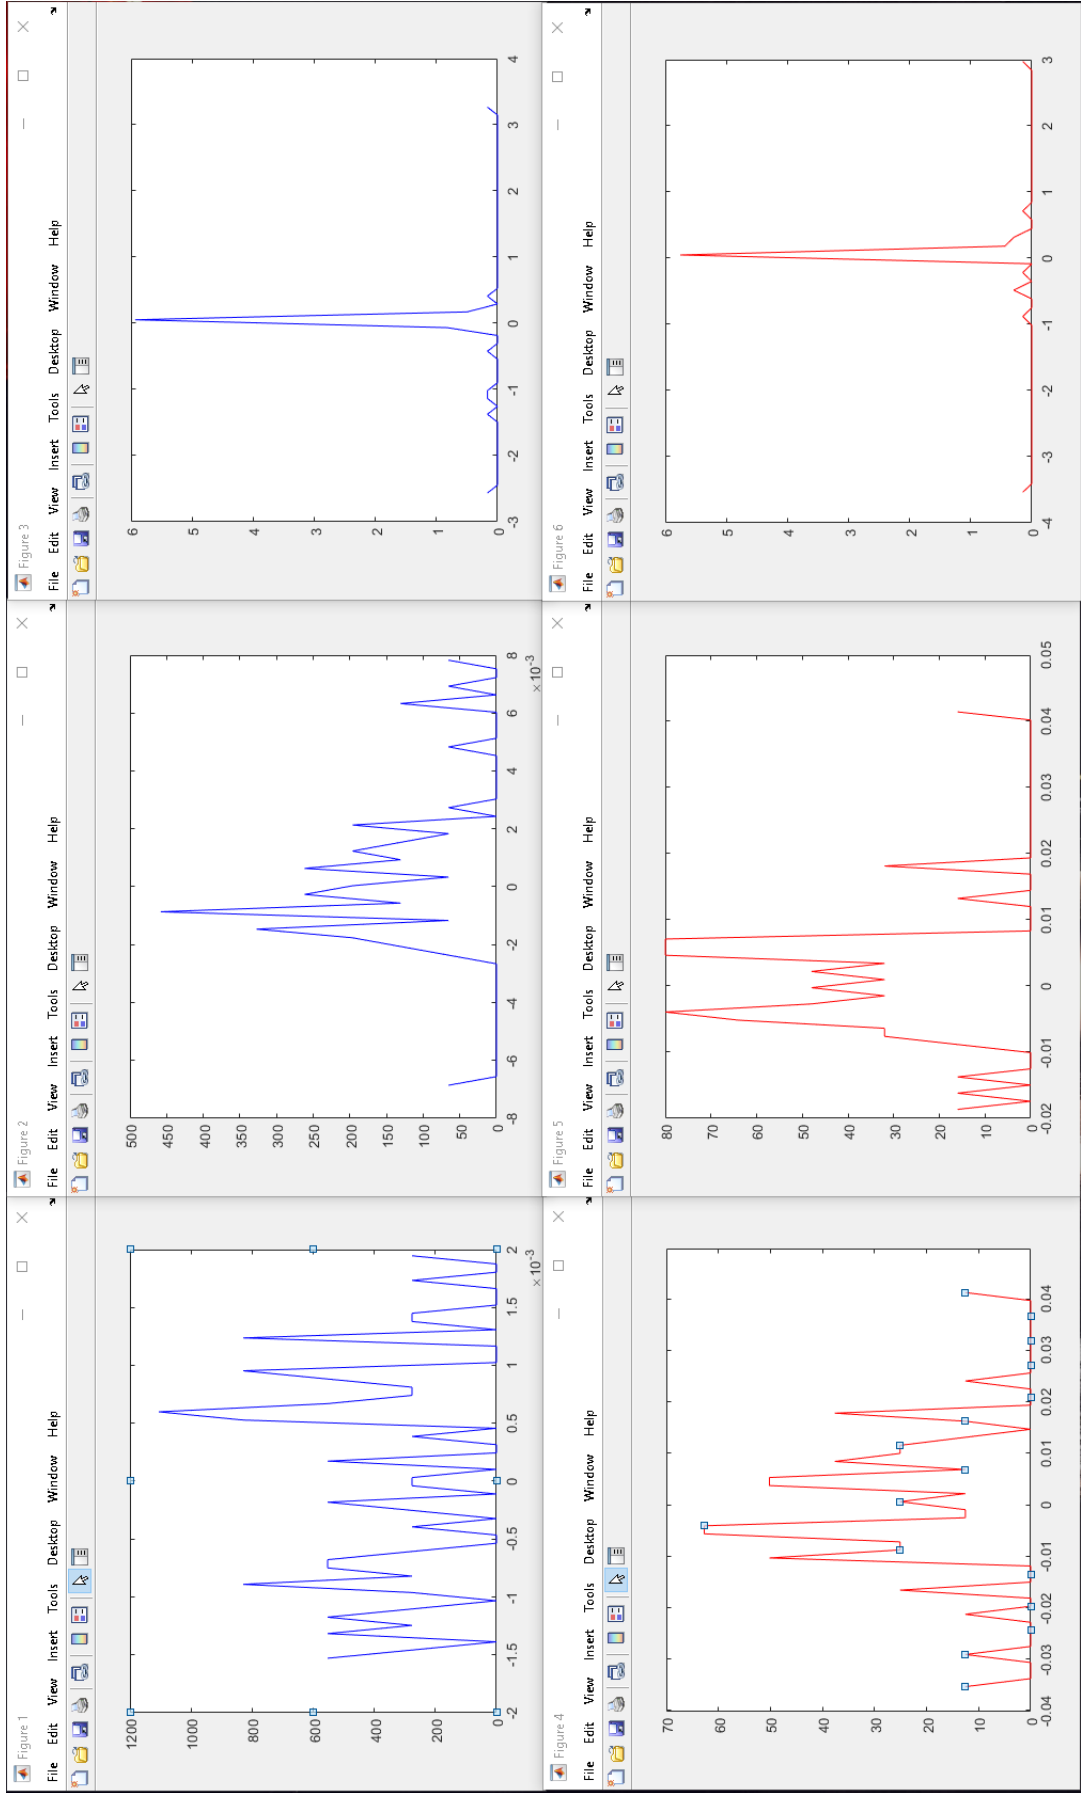 Figure 1
File Edit View Insert Tools Desktop Window Help
1200
1000
8000
6000
4000
2000
0
-2 -1.5 -1 -0.5 0 0.5 1 1.5 2
×10-3
Figure 2
File Edit View Insert Tools Desktop Window Help
500
450
400
350
300
250
200
150
100
50
0
-8 -6 -4 -2 0 2 4 6 8
×10-3
Figure 3
File Edit View Insert Tools Desktop Window Help
6
5
4
3
2
1
0
-3 -2 -1 0 1 2 3 4
Figure 4
File Edit View Insert Tools Desktop Window Help
70
60
50
40
30
20
10
0
-0.04 -0.03 -0.02 -0.01 0 0.01 0.02 0.03 0.04
Figure 5
File Edit View Insert Tools Desktop Window Help
80
70
60
50
40
30
20
10
0
-0.02 -0.01 0 0.01 0.02 0.03 0.04 0.05
Figure 6
File Edit View Insert Tools Desktop Window Help
6
5
4
3
2
1
0
-4 -3 -2 -1 0 1 2 3